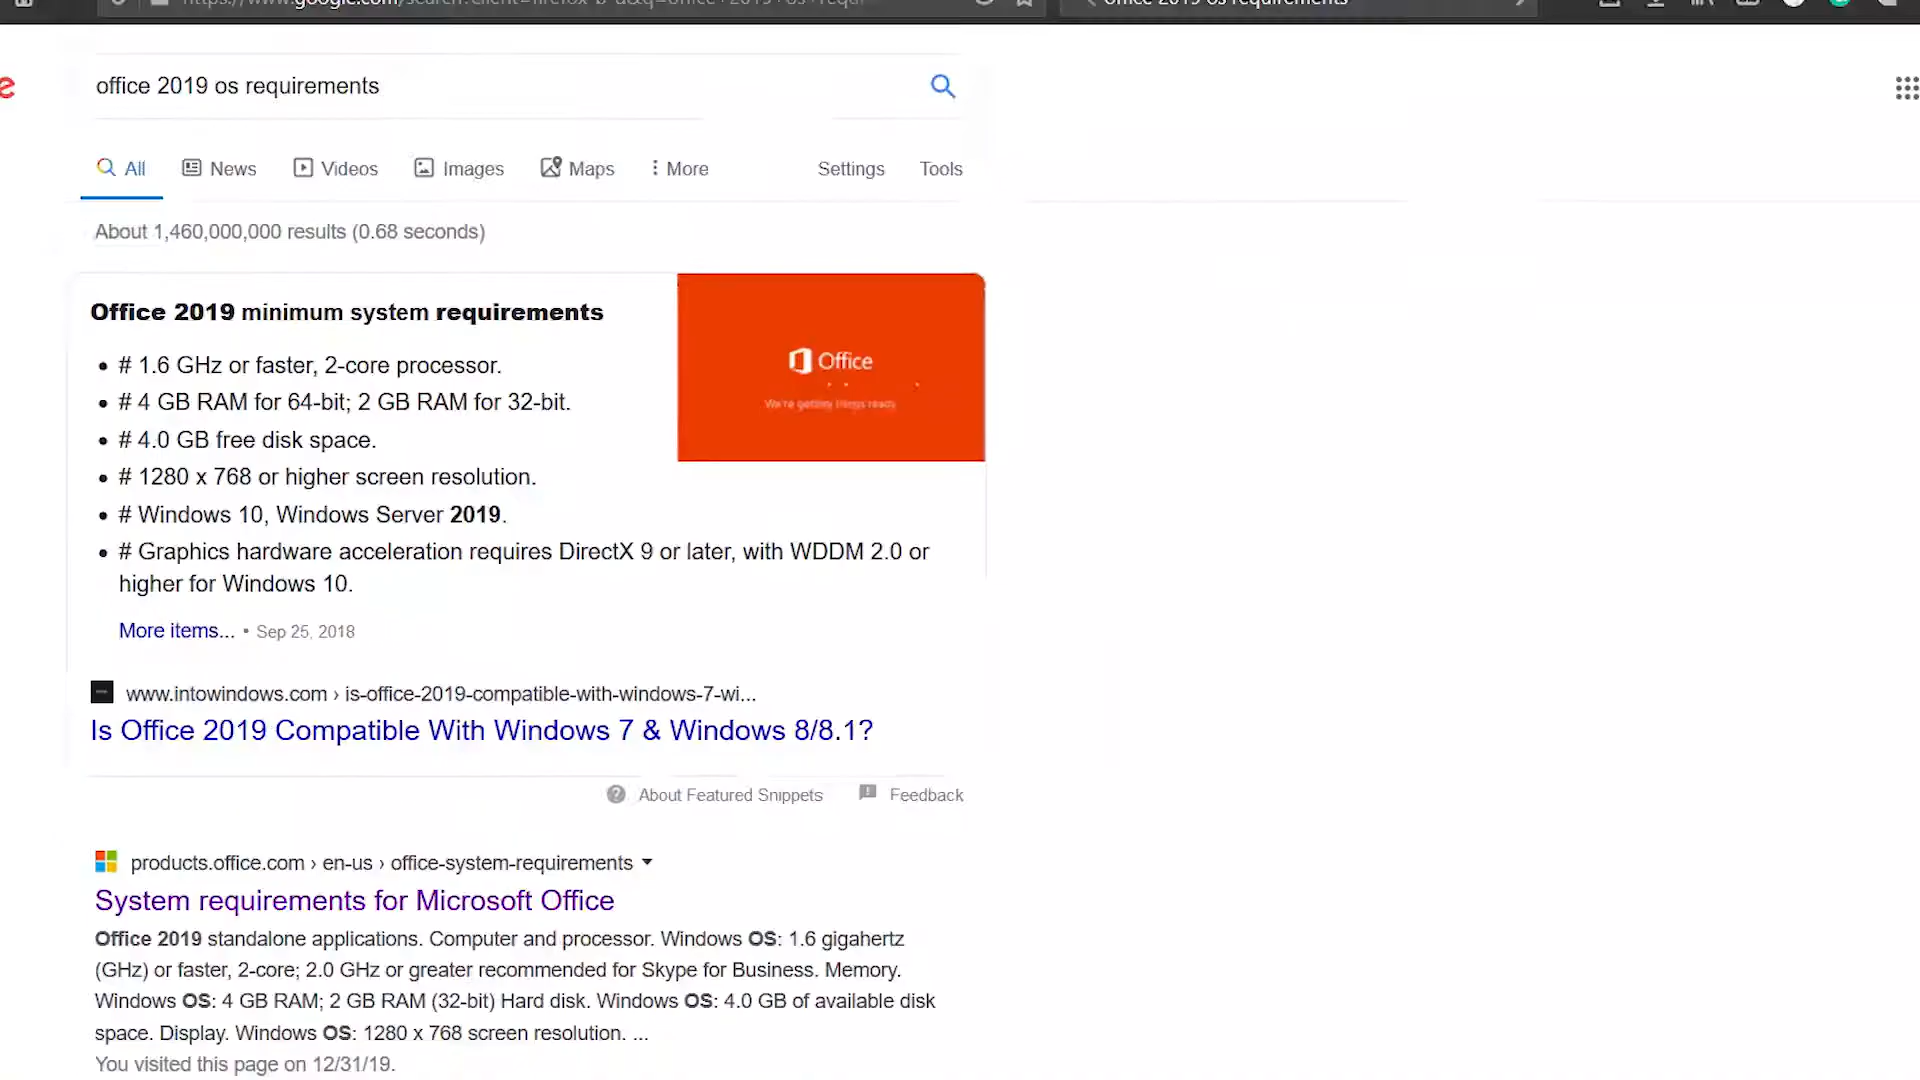 office 2019 os requirements
office 2019 os requirements
All News Videos Images Maps More Settings Tools
About 1,460,000,000 results (0.68 seconds)
Office 2019 minimum system requirements
# 1.6 GHz or faster, 2-core processor.
# 4 GB RAM for 64-bit; 2 GB RAM for 32-bit.
# 4.0 GB free disk space.
# 1280 x 768 or higher screen resolution.
# Windows 10, Windows Server 2019.
# Graphics hardware acceleration requires DirectX 9 or later, with WDDM 2.0 or
higher for Windows 10.
More items... • Sep 25, 2018
Office
We're getting things ready
www.intowindows.com › is-office-2019-compatible-with-windows-7-wi...
Is Office 2019 Compatible With Windows 7 & Windows 8/8.1?
About Featured Snippets Feedback
products.office.com › en-us › office-system-requirements
System requirements for Microsoft Office
Office 2019 standalone applications. Computer and processor. Windows OS: 1.6 gigahertz
(GHz) or faster, 2-core; 2.0 GHz or greater recommended for Skype for Business. Memory.
Windows OS: 4 GB RAM; 2 GB RAM (32-bit) Hard disk. Windows OS: 4.0 GB of available disk
space. Display. Windows OS: 1280 x 768 screen resolution. ...
You visited this page on 12/31/19.